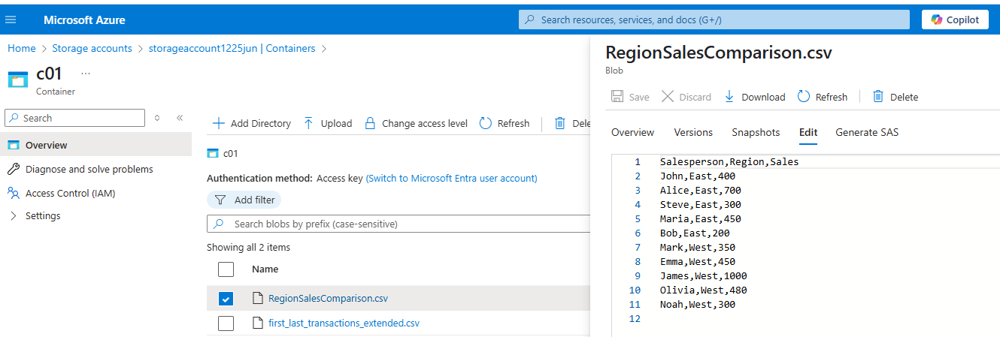 Microsoft Azure
Search resources, services, and docs (G+/)
Copilot
Home > Storage accounts > storageaccount1225jun | Containers >
c01 ...
Container
Search
Overview
Diagnose and solve problems
Access Control (IAM)
Settings
Add Directory Upload Change access level Refresh Dele
c01
Authentication method: Access key (Switch to Microsoft Entra user account)
Add filter
Search blobs by prefix (case-sensitive)
Showing all 2 items
Name
RegionSalesComparison.csv
first_last_transactions_extended.csv
RegionSalesComparison.csv
Blob
Save Discard Download Refresh Delete
Overview Versions Snapshots Edit Generate SAS
1 Salesperson,Region,Sales
2 John,East,400
3 Alice,East,700
4 Steve,East,300
5 Maria,East,450
6 Bob,East,200
7 Mark,West,350
8 Emma,West,450
9 James,West,1000
10 Olivia,West,480
11 Noah,West,300
12